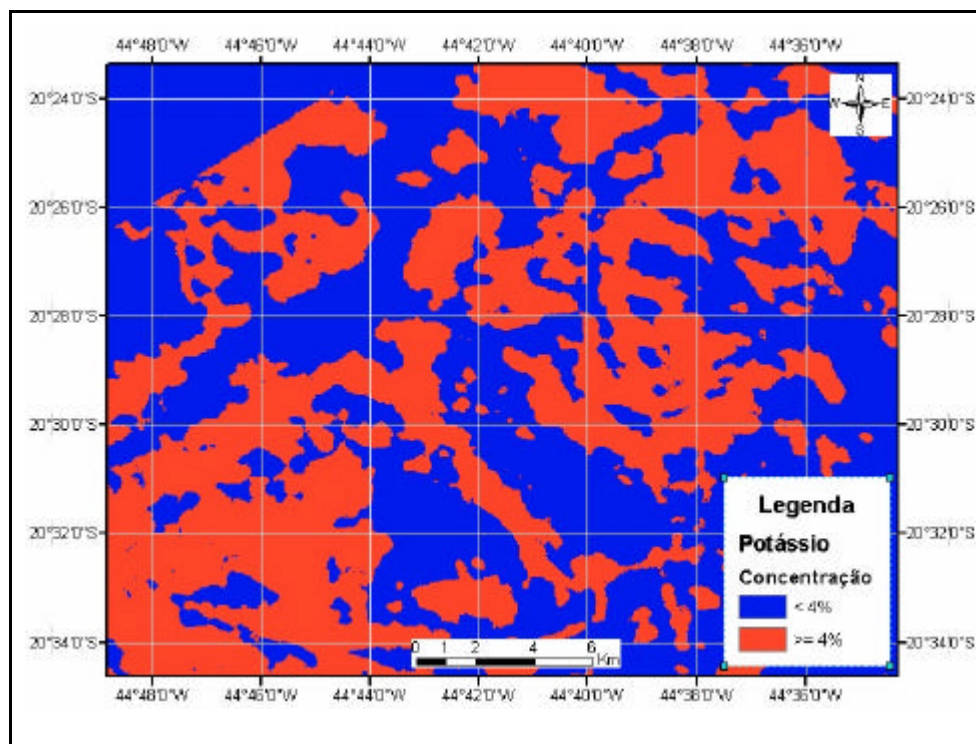 44°48'0"W 44°46'0"W 44°44'0"W 44°42'0"W 44°40'0"W 44°38'0"W 44°36'0"W
N
W E
S
20°24'0"S 20°24'0"S
20°26'0"S 20°26'0"S
20°28'0"S 20°28'0"S
20°30'0"S 20°30'0"S
20°32'0"S 20°32'0"S
20°34'0"S 20°34'0"S
Legenda
Potássio
Concentração
< 4%
>= 4%
0 1 2 4 6
Km
44°48'0"W 44°46'0"W 44°44'0"W 44°42'0"W 44°40'0"W 44°38'0"W 44°36'0"W